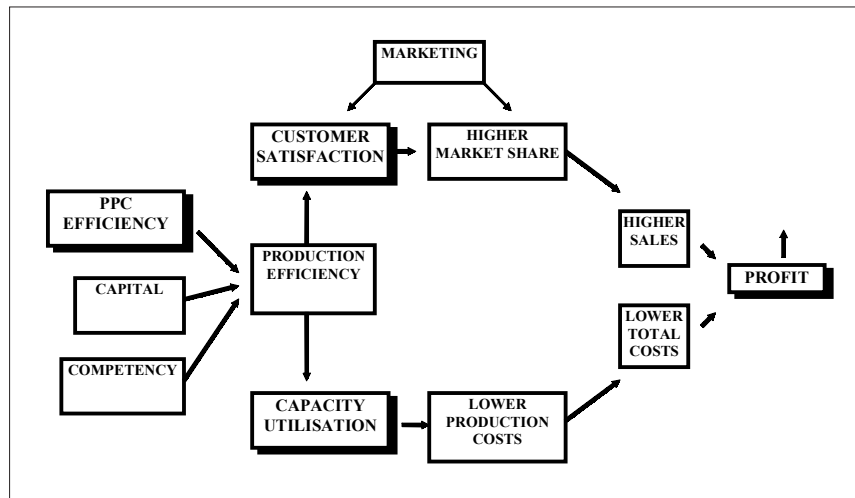 MARKETING
CUSTOMER
SATISFACTION
HIGHER
MARKET SHARE
PPC
EFFICIENCY
PRODUCTION
EFFICIENCY
HIGHER
SALES
PROFIT
CAPITAL
LOWER
TOTAL
COSTS
COMPETENCY
CAPACITY
UTILISATION
LOWER
PRODUCTION
COSTS